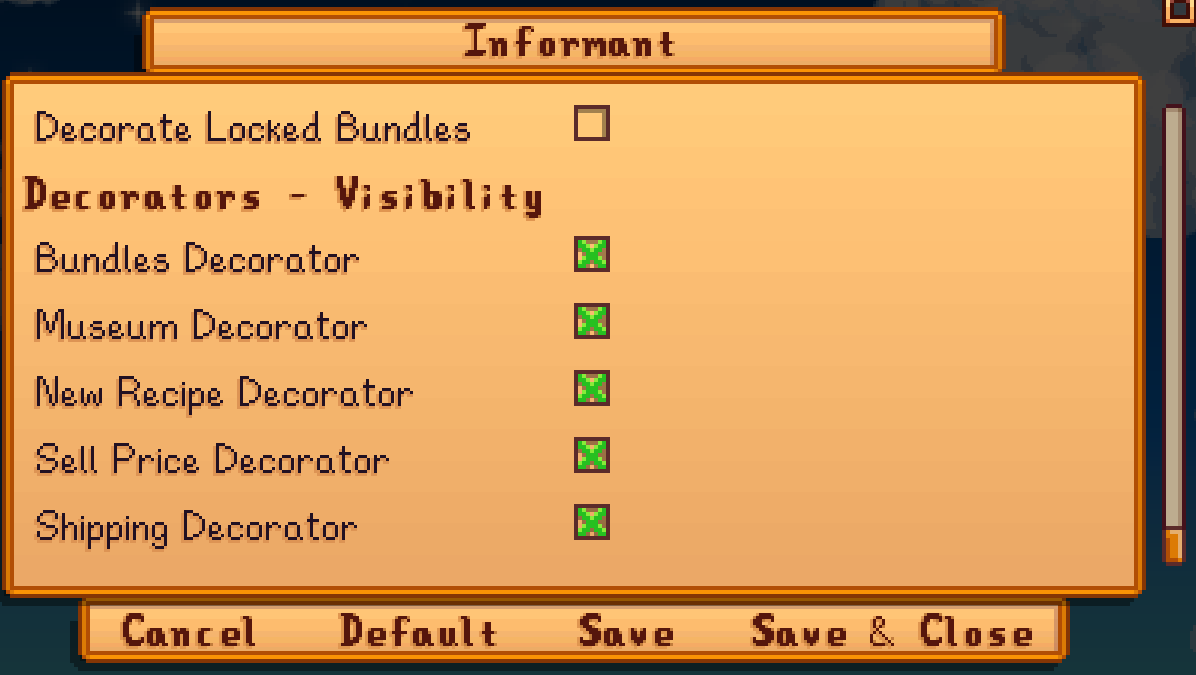 Informant
Decorate Locked Bundles
Decorators - Visibility
Bundles Decorator
Museum Decorator
New Recipe Decorator
Sell Price Decorator
Shipping Decorator
Cancel Default Save Save & Close